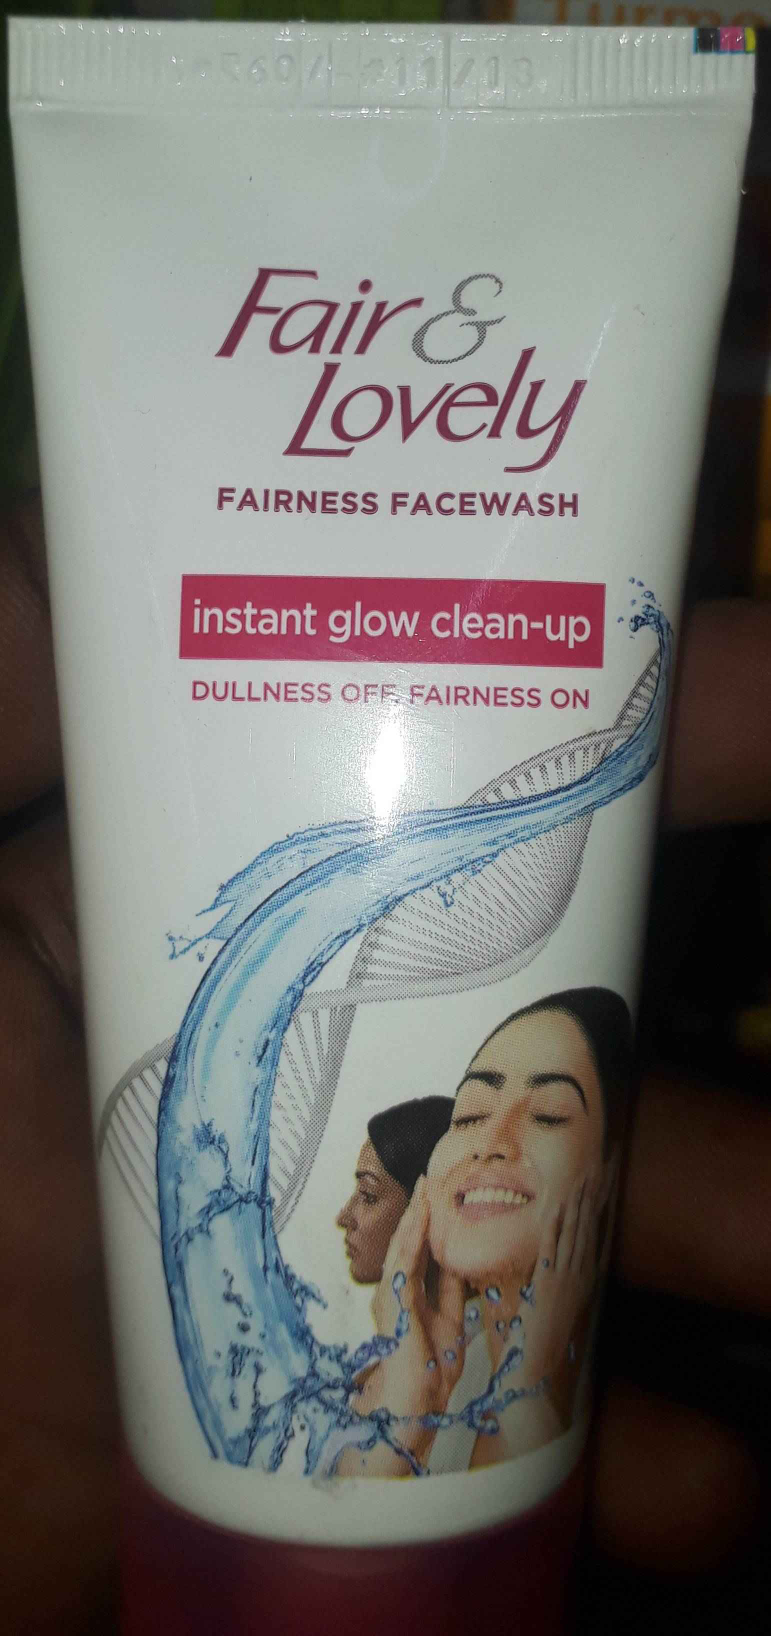 Fair &
Lovely
FAIRNESS FACEWASH
instant glow clean-up
DULLNESS OFF, FAIRNESS ON